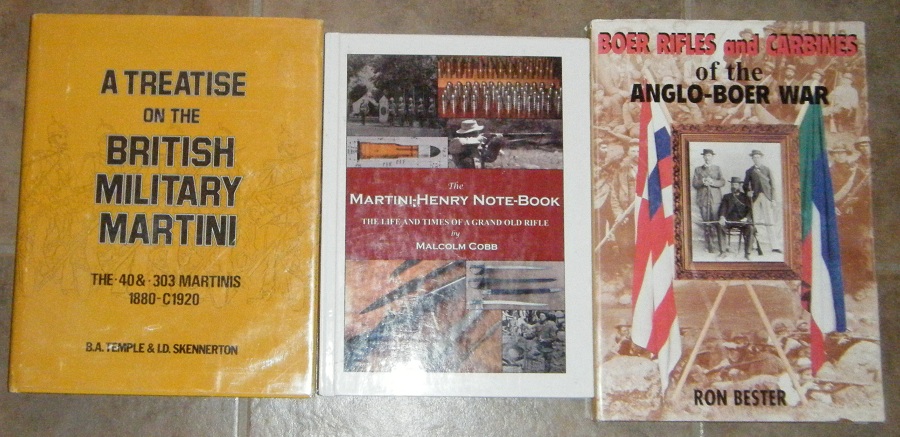 A TREATISE
ON THE
BRITISH
MILITARY
MARTINI
THE·40 & ·303 MARTINIS
1880-C1920
B.A. TEMPLE & I.D. SKENNERTON
The
MARTINI-HENRY NOTE-BOOK
THE LIFE AND TIMES OF A GRAND OLD RIFLE
by
MALCOLM COBB
BOER RIFLES and CARBINES
of the
ANGLO-BOER WAR
RON BESTER